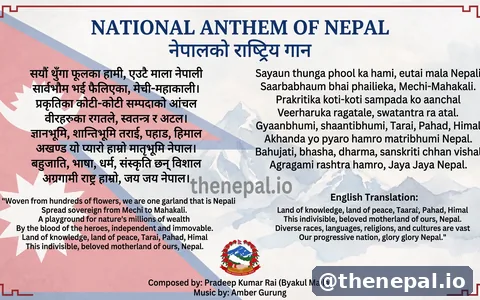 NATIONAL ANTHEM OF NEPAL
नेपालको राष्ट्रिय गान
सयौं थुँगा फूलका हामी, एउटै माला नेपाली
सार्वभौम भई फैलिएका, मेची-महाकाली।
प्रकृतिका कोटी-कोटी सम्पदाको आंचल
वीरहरुका रगतले, स्वतन्त्र र अटल।
ज्ञानभूमि, शान्तिभूमि तराई, पहाड, हिमाल
अखण्ड यो प्यारो हाम्रो मातृभूमि नेपाल।
बहुजाति, भाषा, धर्म, संस्कृति छन् विशाल
अग्रगामी राष्ट्र हाम्रो, जय जय नेपाल।
Sayaun thunga phool ka hami, eutai mala Nepali
Saarbabhaum bhai phailieka, Mechi-Mahakali.
Prakritika koti-koti sampada ko aanchal
Veerharuka ragatale, swatantra ra atal.
Gyaanbhumi, shaantibhumi, Tarai, Pahad, Himal
Akhanda yo pyaro hamro matribhumi Nepal.
Bahujati, bhasha, dharma, sanskriti chhan vishal
Agragami rashtra hamro, Jaya Jaya Nepal.
thenepal.io
"Woven from hundreds of flowers, we are one garland that is Nepali
Spread sovereign from Mechi to Mahakali.
A playground for nature's millions of wealth
By the blood of the heroes, independent and immovable.
Land of knowledge, land of peace, Tarai, Pahad, Himal
This indivisible, beloved motherland of ours, Nepal.
English Translation:
Land of knowledge, land of peace, Taarai, Pahad, Himal
This indivisible, beloved motherland of ours, Nepal.
Diverse races, languages, religions, and cultures are vast
Our progressive nation, glory glory Nepal."
Composed by: Pradeep Kumar Rai (Byakul
Music by: Amber Gurung
@thenepal.io